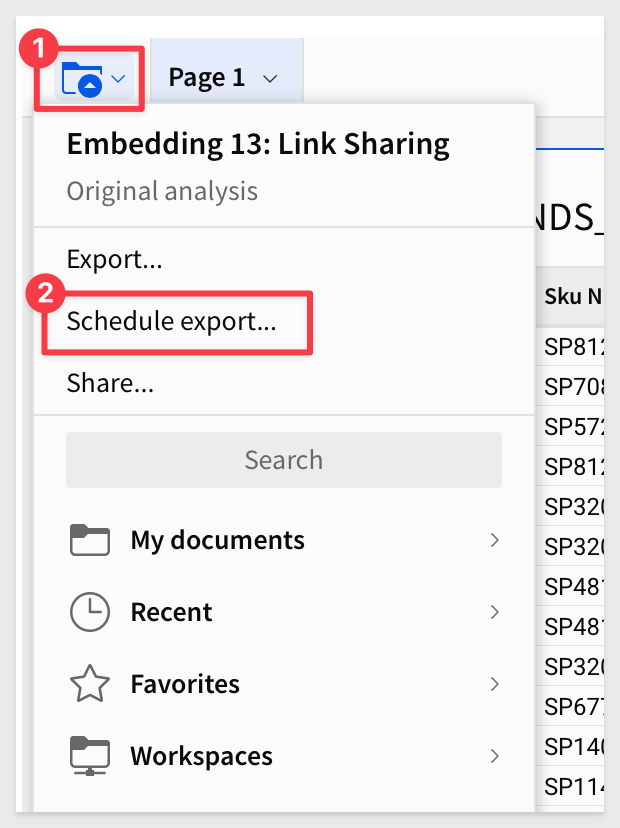 1
Page 1
Embedding 13: Link Sharing
Original analysis
NDS_
Export...
2
Sku N
Schedule export...
SP812
Share...
SP708
SP572
Search
SP812
SP320
My documents
SP320
SP481
Recent
SP481
SP320
Favorites
SP677
SP140
Workspaces
SP114